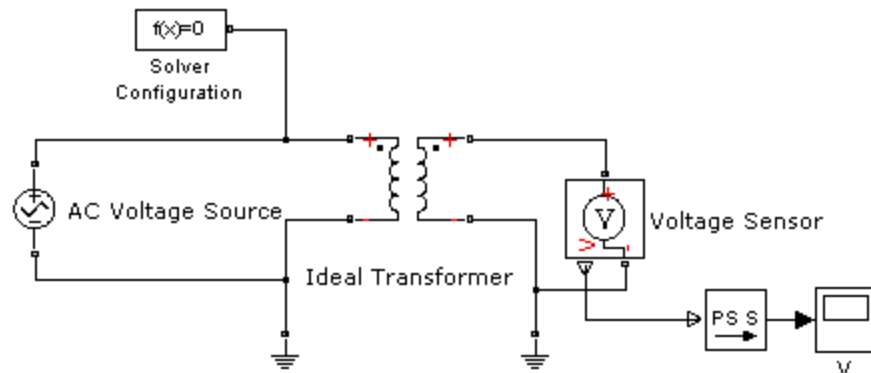 f(x)=0
Solver
Configuration
AC Voltage Source
Ideal Transformer
V
Voltage Sensor
V
PS S
V